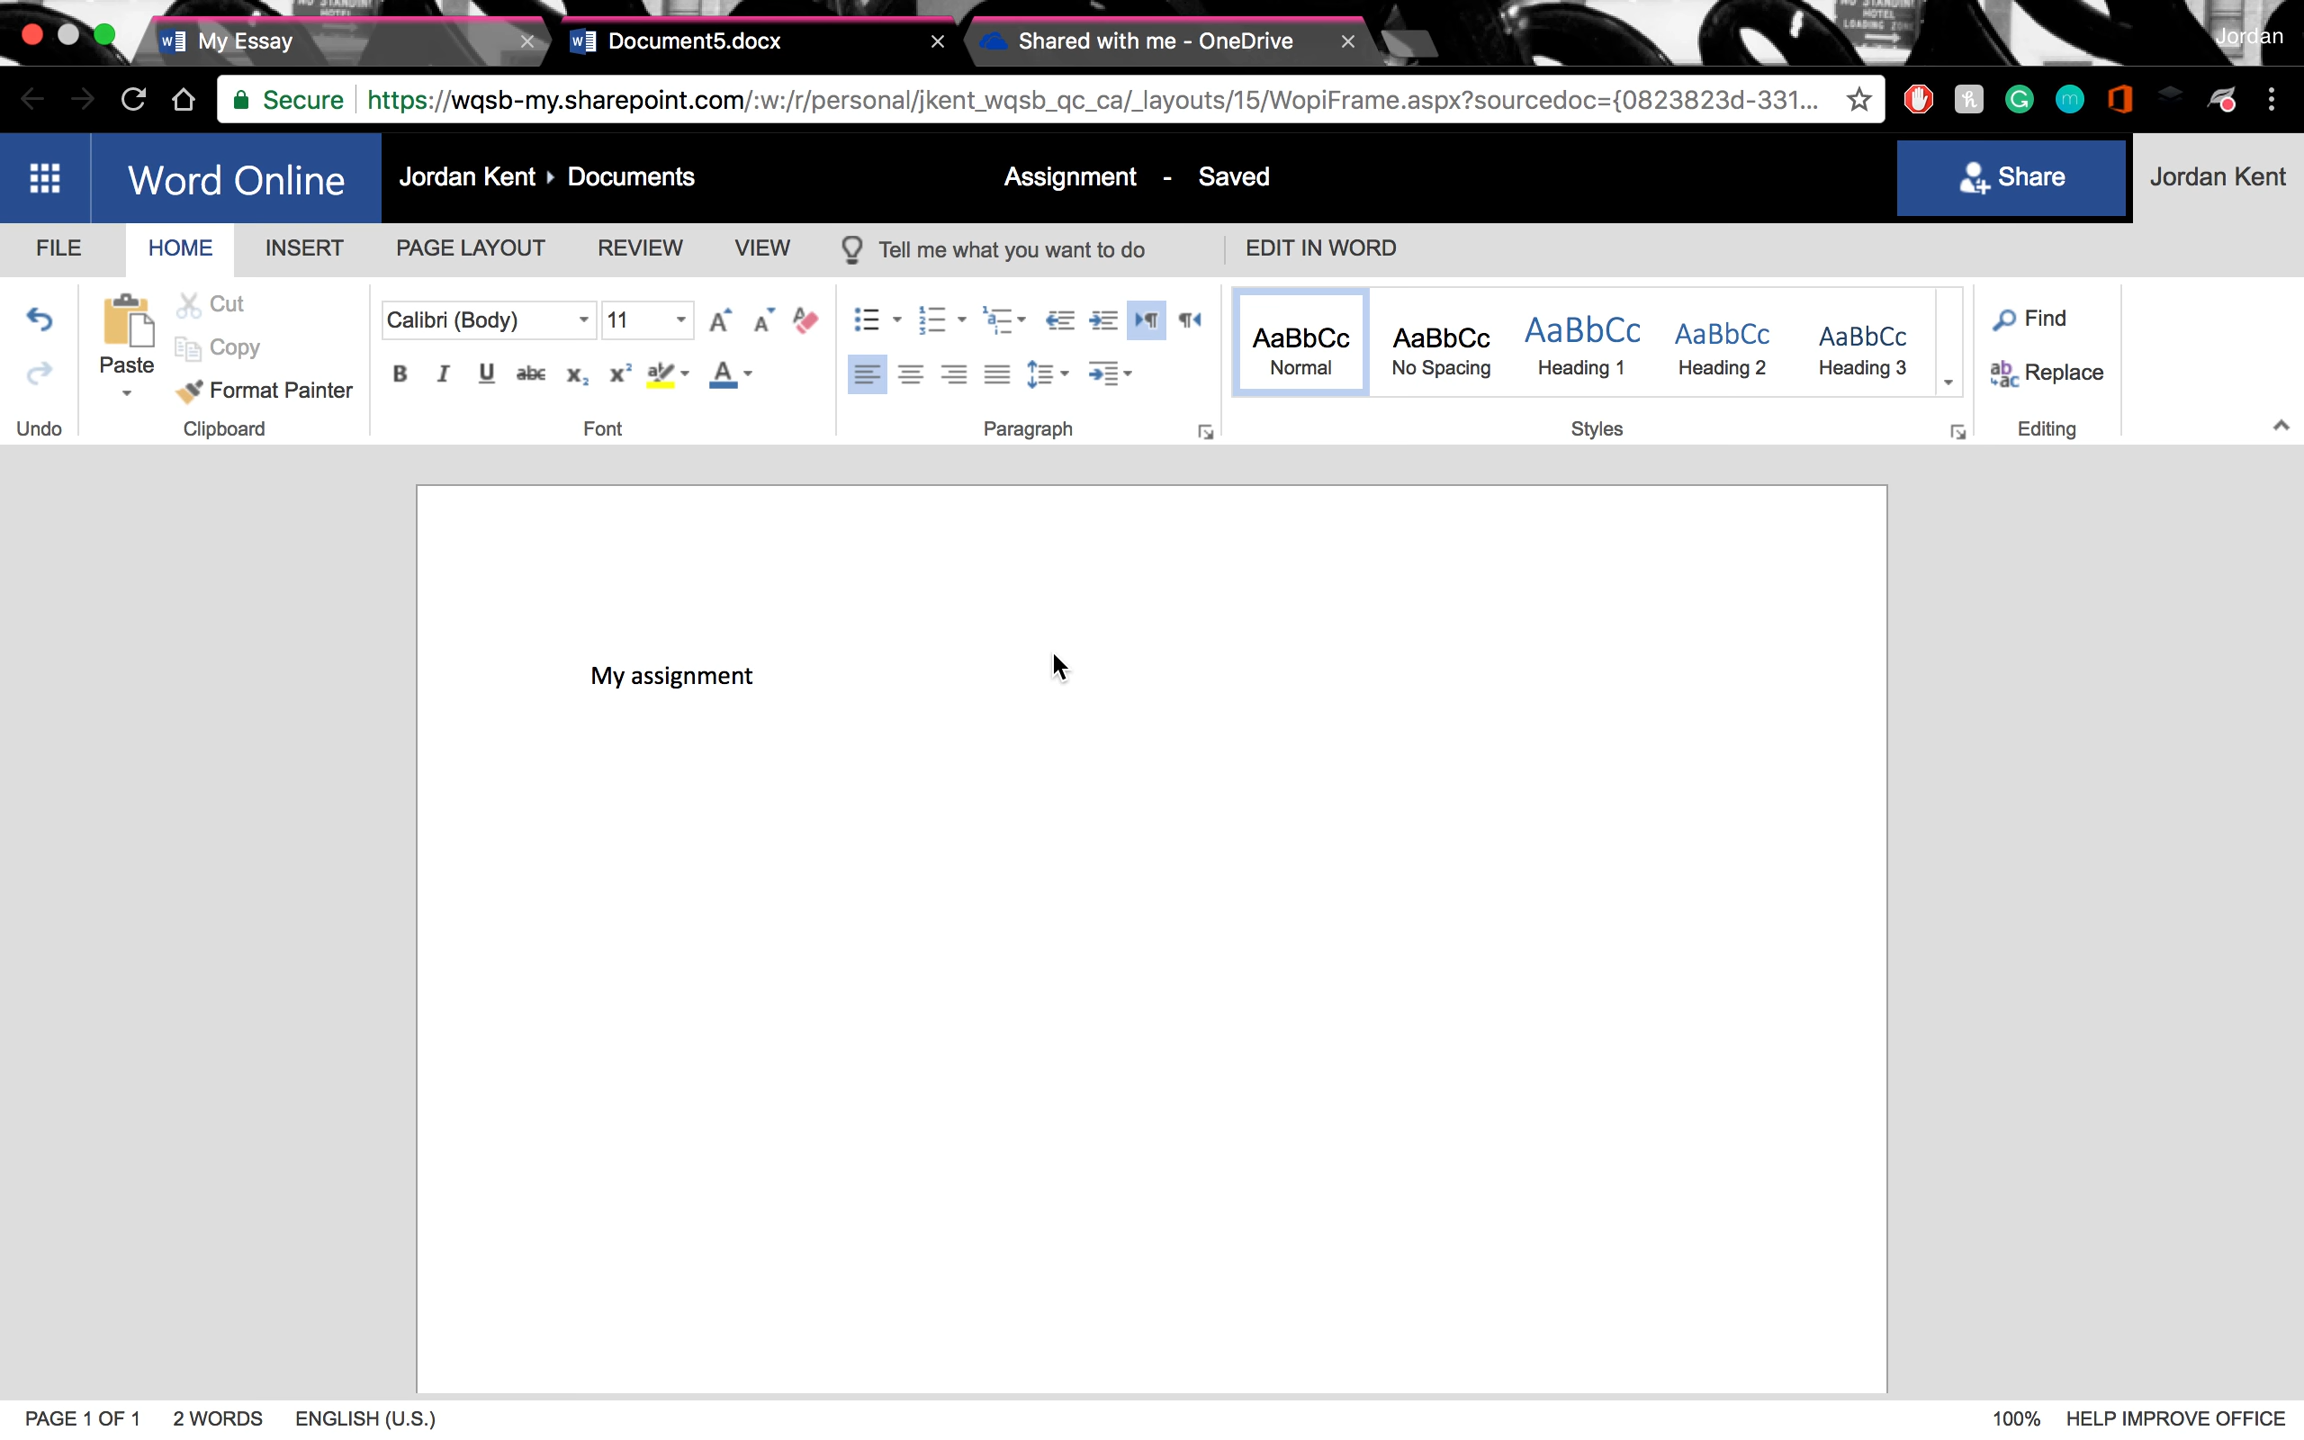 My Essay
Document5.docx
Shared with me - OneDrive
Jordan
Secure
https://wqsb-my.sharepoint.com/:w:/r/personal/jkent_wqsb_qc_ca/_layouts/15/WopiFrame.aspx?sourcedoc={0823823d-331...
Word Online
Jordan Kent
Documents
Assignment - Saved
Share
Jordan Kent
FILE
HOME
INSERT
PAGE LAYOUT
REVIEW
VIEW
Tell me what you want to do
EDIT IN WORD
Undo
Paste
Cut
Copy
Format Painter
Clipboard
Calibri (Body)
11
B
I
U
abc
Font
Paragraph
AaBbCc
Normal
AaBbCc
No Spacing
AaBbCc
Heading 1
AaBbCc
Heading 2
AaBbCc
Heading 3
Styles
Find
Replace
Editing
My assignment
PAGE 1 OF 1
2 WORDS
ENGLISH (U.S.)
100%
HELP IMPROVE OFFICE